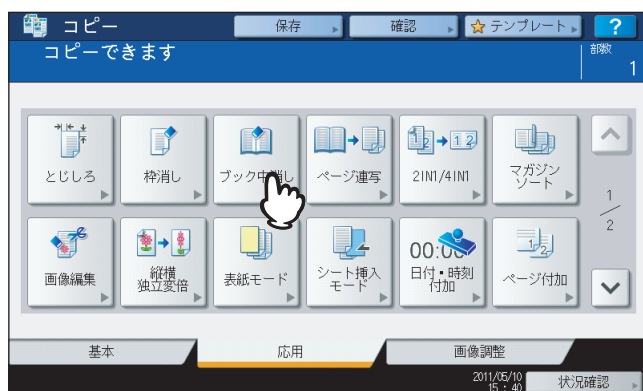 コピー
保存
確認
テンプレート
?
コピーできます
部数
1
とじしろ
枠消し
ブック中消し
ページ連写
2IN1/4IN1
マガジン
ソート
1
2
画像編集
縦横
独立変倍
表紙モード
シート挿入
モード
00:00
日付・時刻
付加
ページ付加
基本
応用
画像調整
2011/05/10
15:40
状況確認